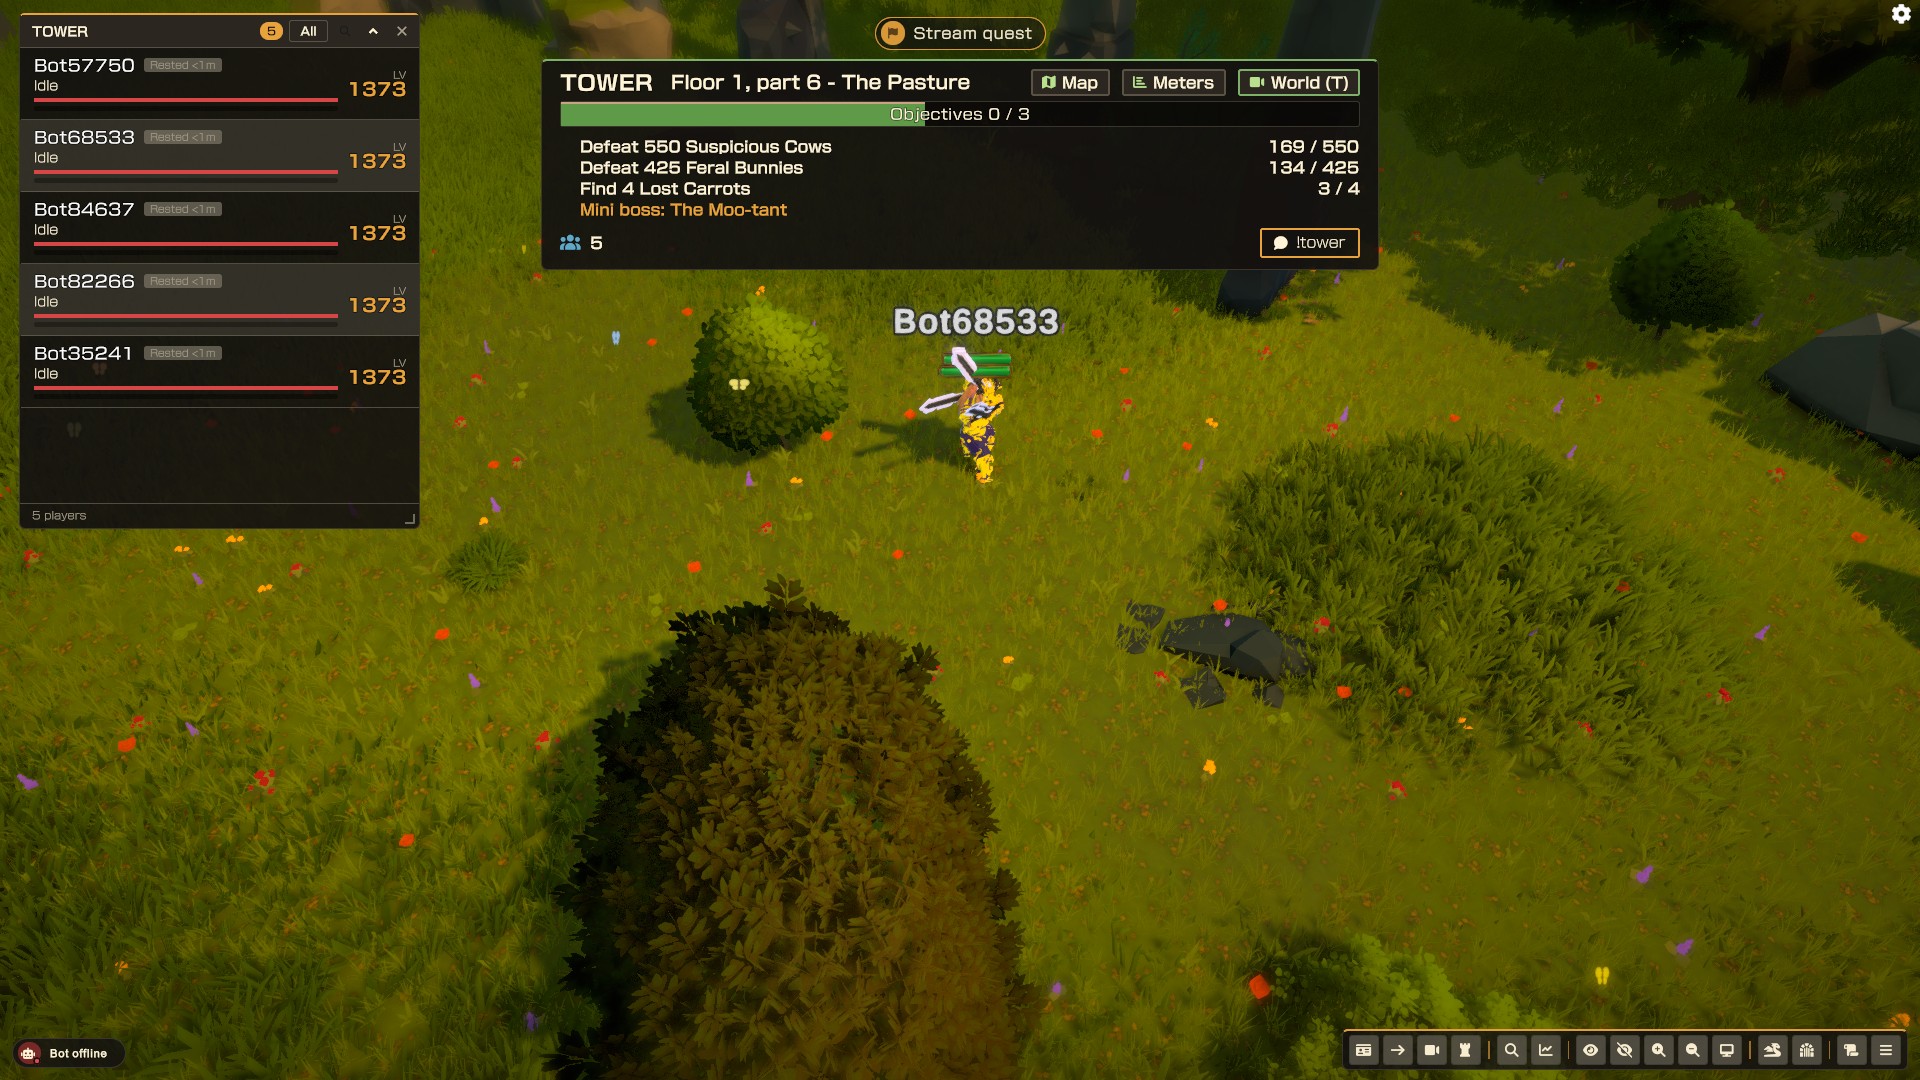 TOWER
5
All
Bot57750 Rested <1m
Idle
LV
1373
Bot68533 Rested <1m
Idle
LV
1373
Bot84637 Rested <1m
Idle
LV
1373
Bot82266 Rested <1m
Idle
LV
1373
Bot35241 Rested <1m
Idle
LV
1373
5 players
Stream quest
TOWER Floor 1, part 6 - The Pasture
Map
Meters
World (T)
Objectives 0 / 3
Defeat 550 Suspicious Cows 169 / 550
Defeat 425 Feral Bunnies 134 / 425
Find 4 Lost Carrots 3 / 4
Mini boss: The Moo-tant
5
!tower
Bot68533
Bot offline